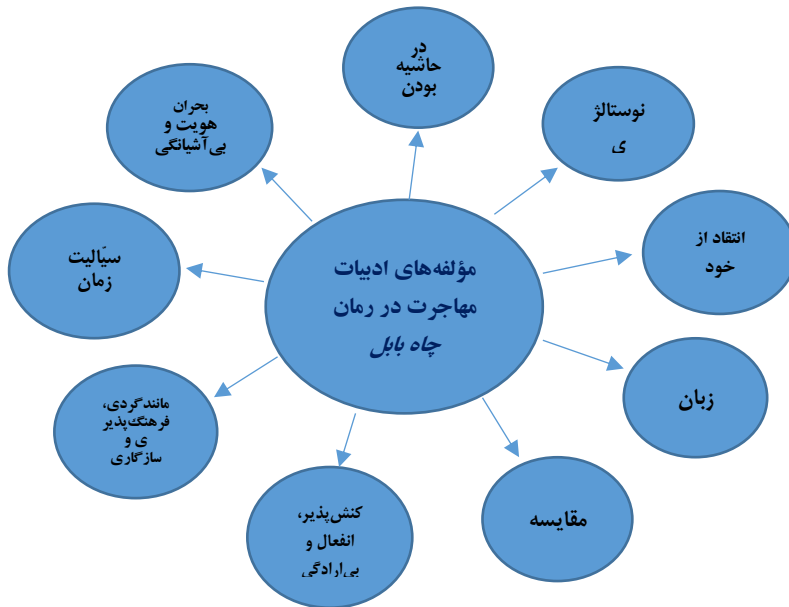 در
حاشیه
بودن
نوستالژ
ی
انتقاد از
خود
زبان
مقایسه
کنش‌پذیر،
انفعال و
بی‌ارادگی
مانندگردی،
فرهنگ‌پذیر
ی و
سازگاری
سیّالیت
زمان
بحران
هویت و
بی‌آشیانگی
مؤلفه‌های ادبیات
مهاجرت در رمان
چاه بابل